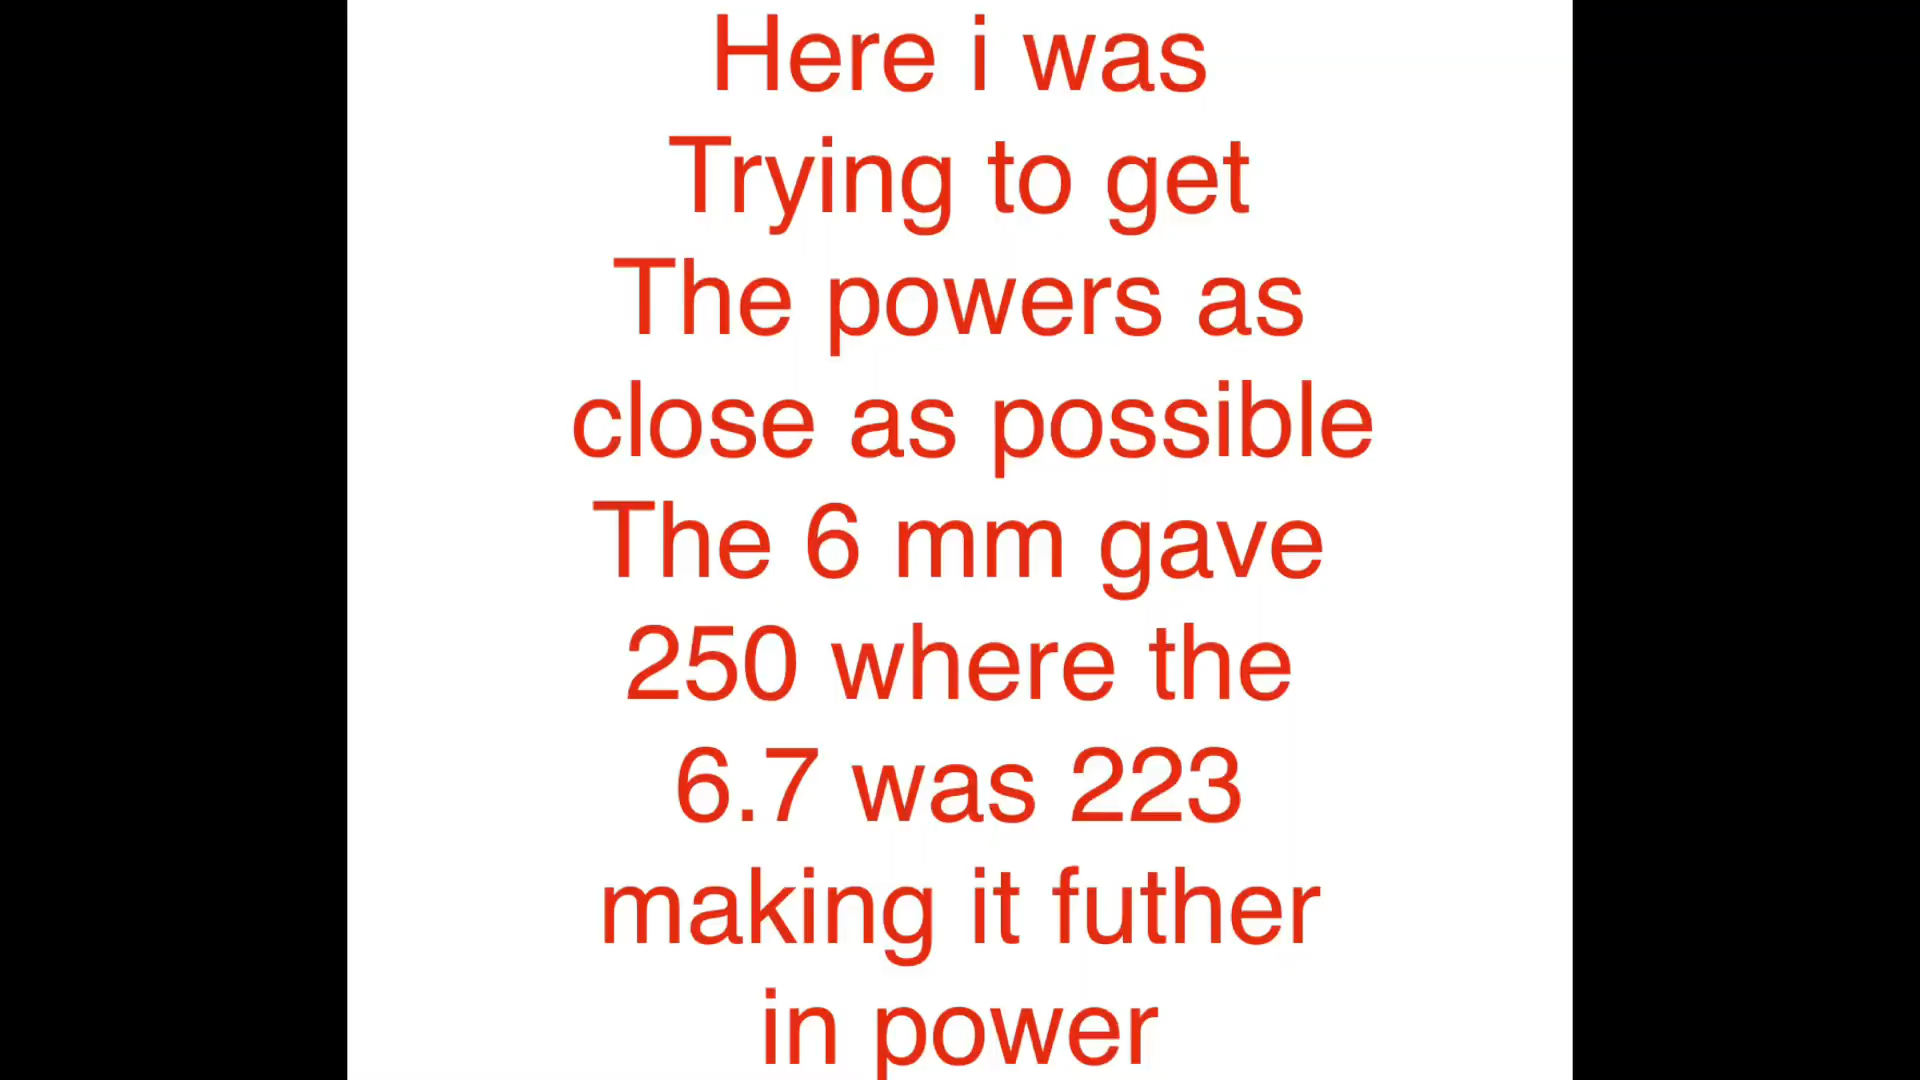 Here i was
Trying to get
The powers as
close as possible
The 6 mm gave
250 where the
6.7 was 223
making it futher
in power